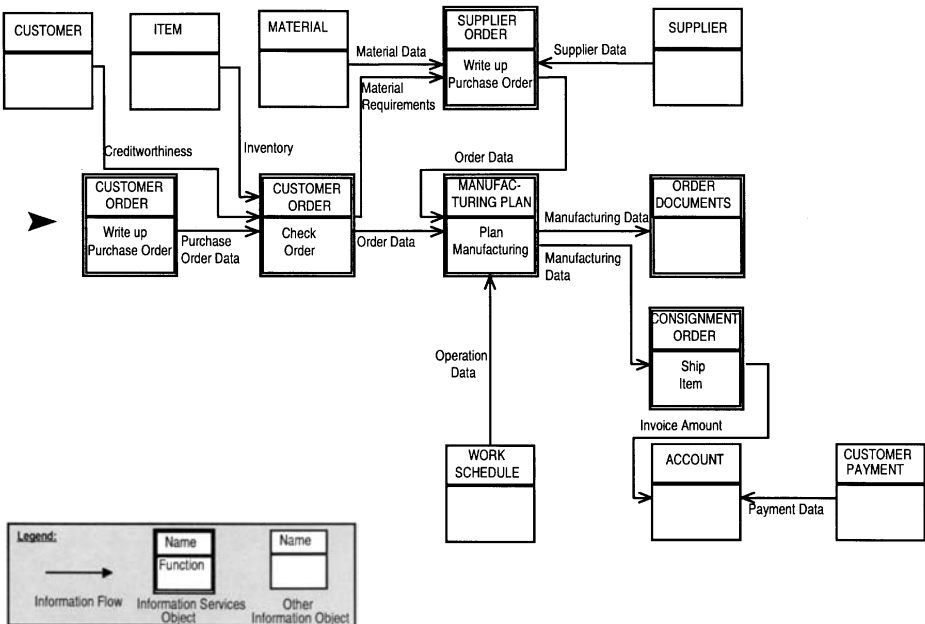 CUSTOMER
ITEM
MATERIAL
SUPPLIER
ORDER
Write up
Purchase Order
SUPPLIER
Material Data
Supplier Data
Material
Requirements
Creditworthiness
Inventory
Order Data
CUSTOMER
ORDER
Write up
Purchase Order
Purchase
Order Data
CUSTOMER
ORDER
Check
Order
Order Data
MANUFAC-
TURING PLAN
Plan
Manufacturing
Manufacturing Data
Manufacturing
Data
ORDER
DOCUMENTS
CONSIGNMENT
ORDER
Ship
Item
Operation
Data
Invoice Amount
WORK
SCHEDULE
ACCOUNT
CUSTOMER
PAYMENT
Payment Data
Legend:
Name
Function
Name
Information Flow
Information Services
Object
Other
Information Object